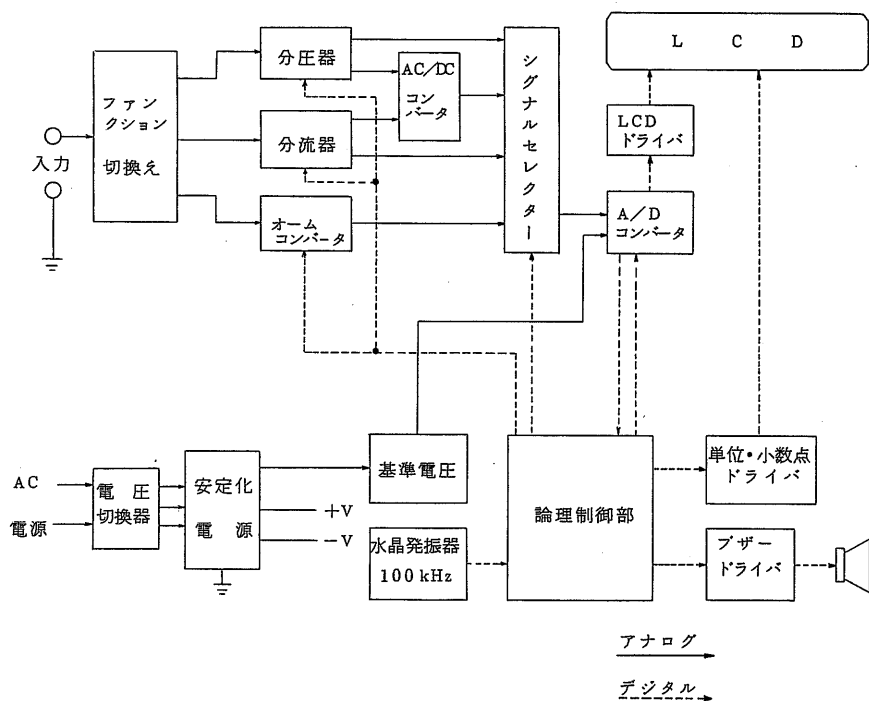 入力
ファン
クション
切換え
分圧器
分流器
オーム
コンバータ
AC/DC
コン
バータ
シグナルセレクター
L C D
LCD
ドライバ
A/D
コンバータ
AC
電源
電 圧
切換器
安定化
電 源
+V
-V
基準電圧
水晶発振器
100 kHz
論理制御部
単位・小数点
ドライバ
ブザー
ドライバ
アナログ
デジタル